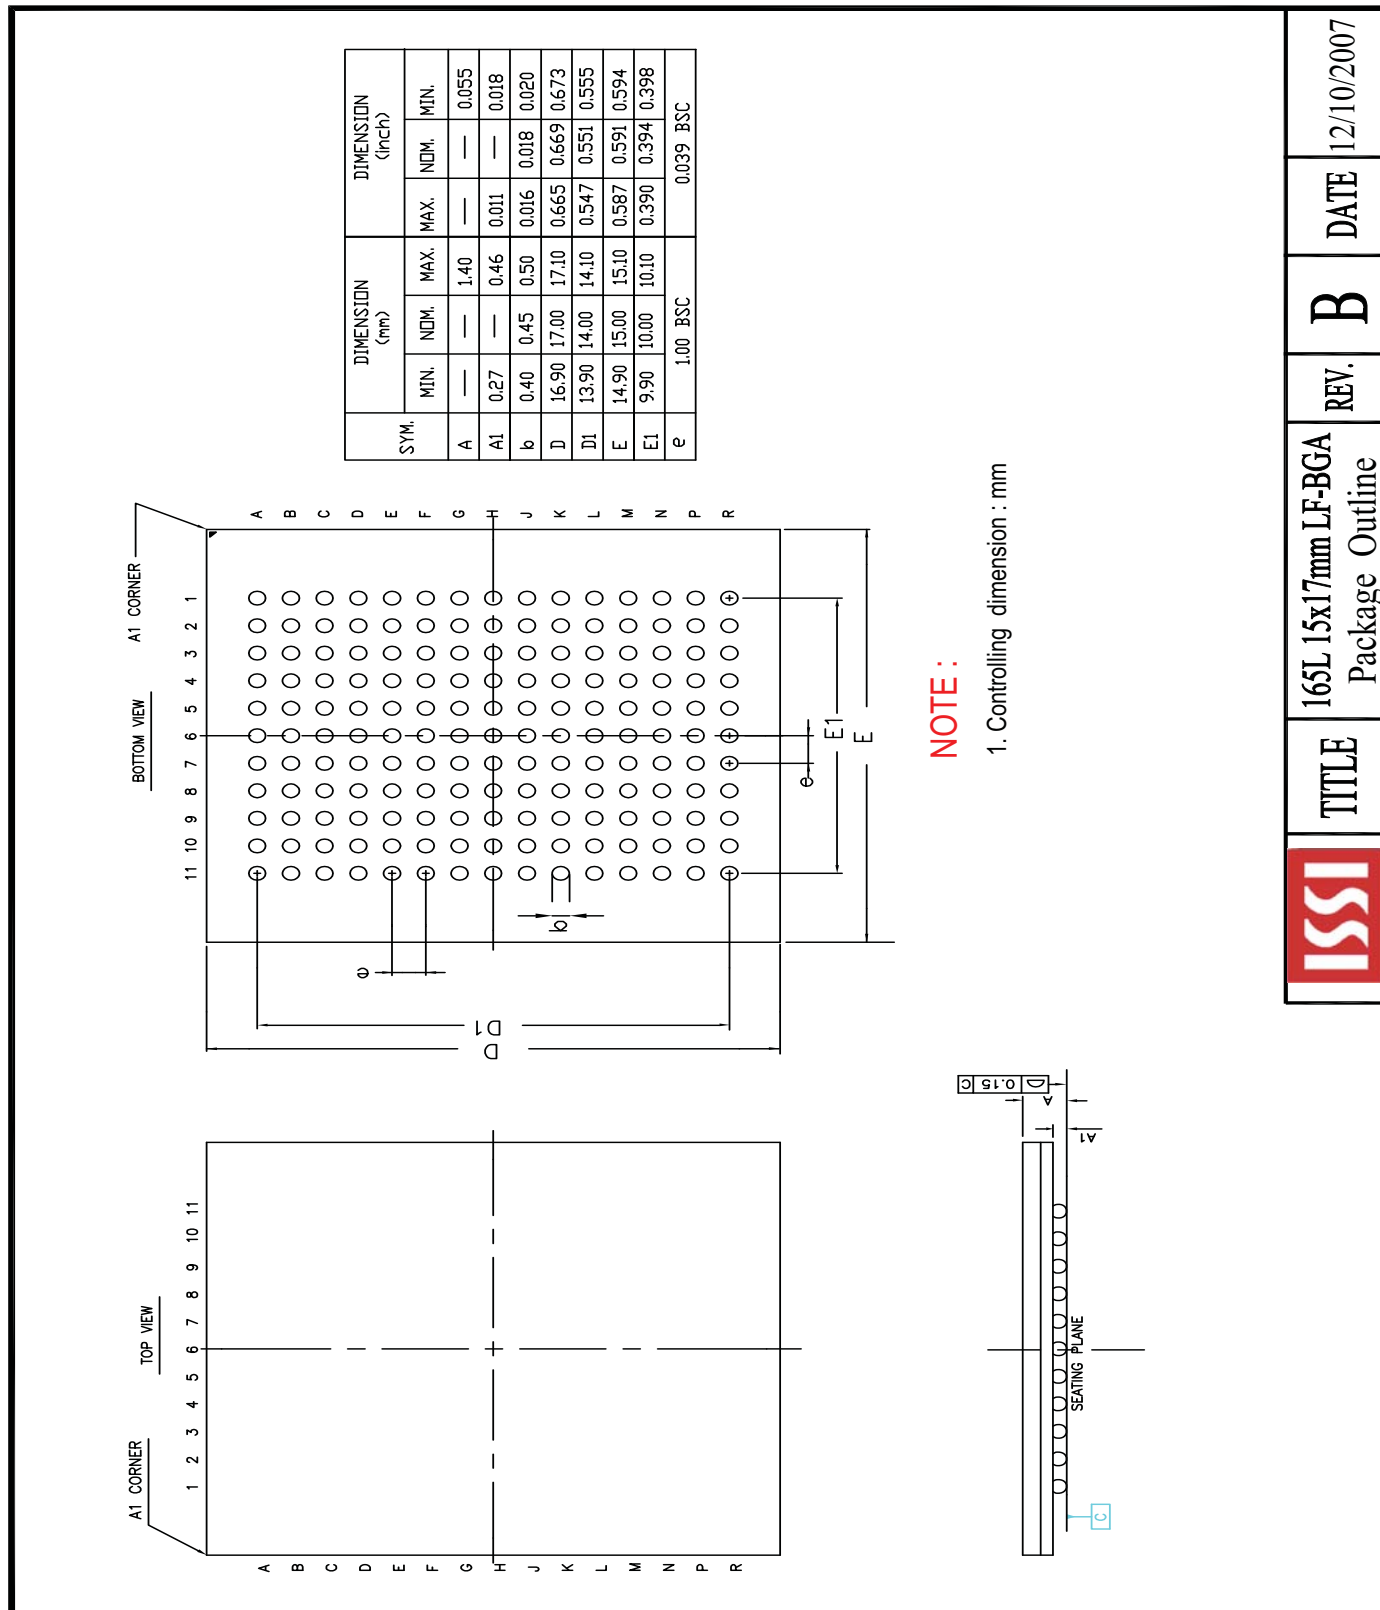 A1 CORNER
TOP VIEW
1 2 3 4 5 6 7 8 9 10 11
A
B
C
D
E
F
G
H
J
K
L
M
N
P
R
BOTTOM VIEW
A1 CORNER
11 10 9 8 7 6 5 4 3 2 1
A
B
C
D
E
F
G
H
J
K
L
M
N
P
R
D
D1
e
b
e
E1
E
SYM. DIMENSION (mm) DIMENSION (inch)
MIN. NOM. MAX. MAX. NOM. MIN.
A — — 1.40 — — 0.055
A1 0.27 — 0.46 0.011 — 0.018
b 0.40 0.45 0.50 0.016 0.018 0.020
D 16.90 17.00 17.10 0.665 0.669 0.673
D1 13.90 14.00 14.10 0.547 0.551 0.555
E 14.90 15.00 15.10 0.587 0.591 0.594
E1 9.90 10.00 10.10 0.390 0.394 0.398
e 1.00 BSC 0.039 BSC
C 0.15
A
A1
SEATING PLANE
C
NOTE :
1. Controlling dimension : mm
ISSI
TITLE
165L 15x17mm LF-BGA
Package Outline
REV.
B
DATE
12/10/2007